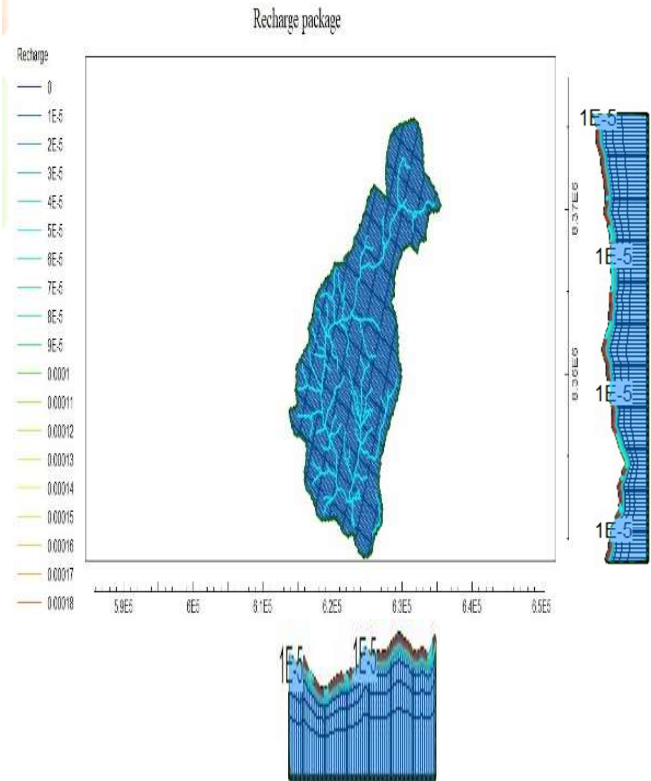 Recharge package
Recharge
0
1E-5
2E-5
3E-5
4E-5
5E-5
6E-5
7E-5
8E-5
9E-5
0.0001
0.00011
0.00012
0.00013
0.00014
0.00015
0.00016
0.00017
0.00018
1E-5
1E-5
1E-5
1E-5
5.9E5
6E5
6.1E5
6.2E5
6.3E5
6.4E5
6.5E5
1E-5
1E-5